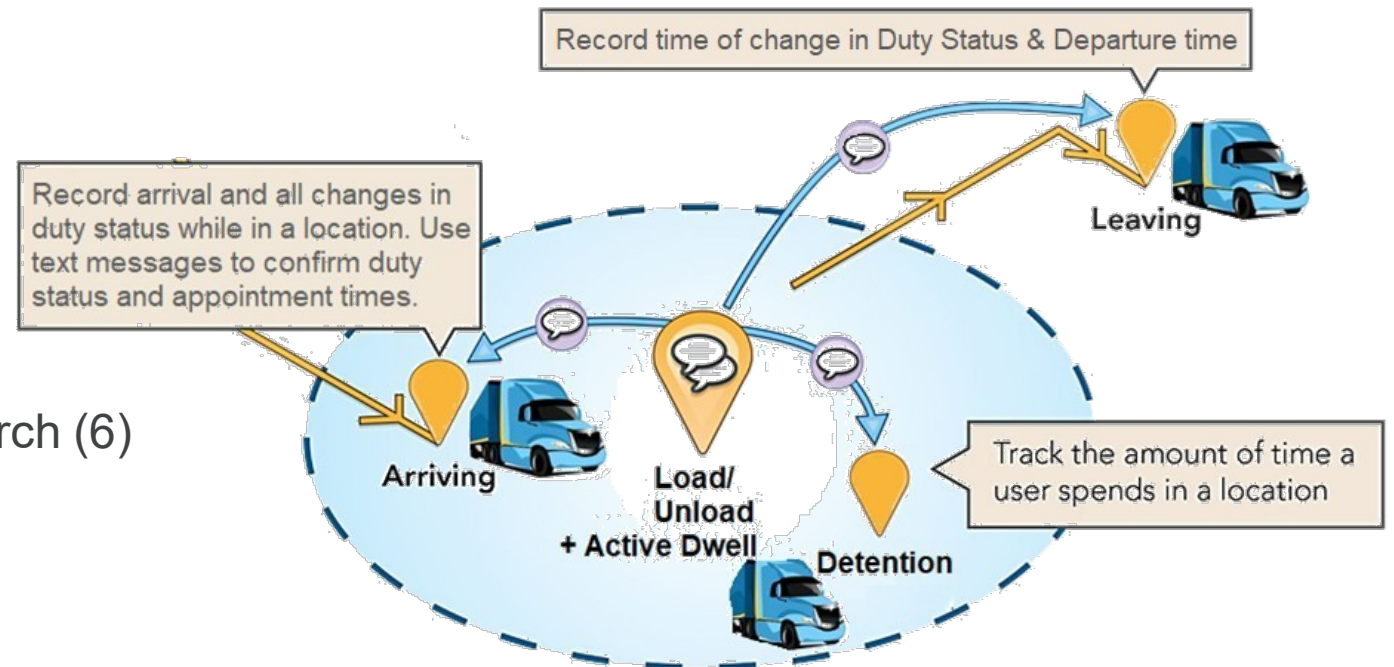 Record time of change in Duty Status & Departure time
Record arrival and all changes in
duty status while in a location. Use
text messages to confirm duty
status and appointment times.
Leaving
rch (6)
Arriving
Load/
Unload
+ Active Dwell
Track the amount of time a
user spends in a location
Detention